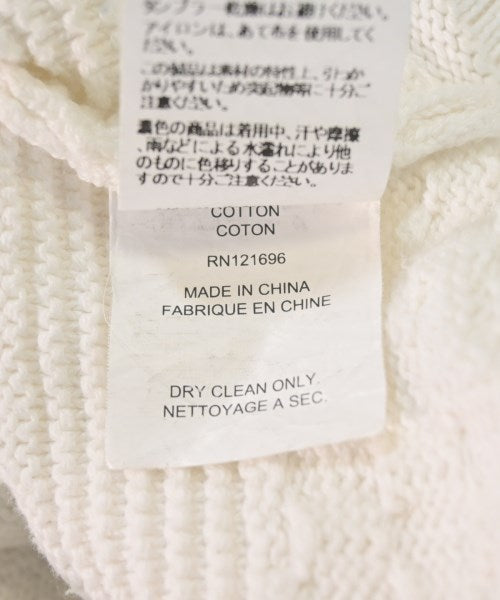 タンブラー乾燥はお避けください。
アイロンは、あて布を使用してく
ださい。
この製品は素材の特性上、引っか
かりやすいため突起物等に十分ご
注意ください。
濃色の商品は着用中、汗や摩擦
、雨などによる水濡れにより他
のものに色移りすることがありま
すので十分ご注意ください。
COTTON
COTON
RN121696
MADE IN CHINA
FABRIQUE EN CHINE
DRY CLEAN ONLY.
NETTOYAGE A SEC.